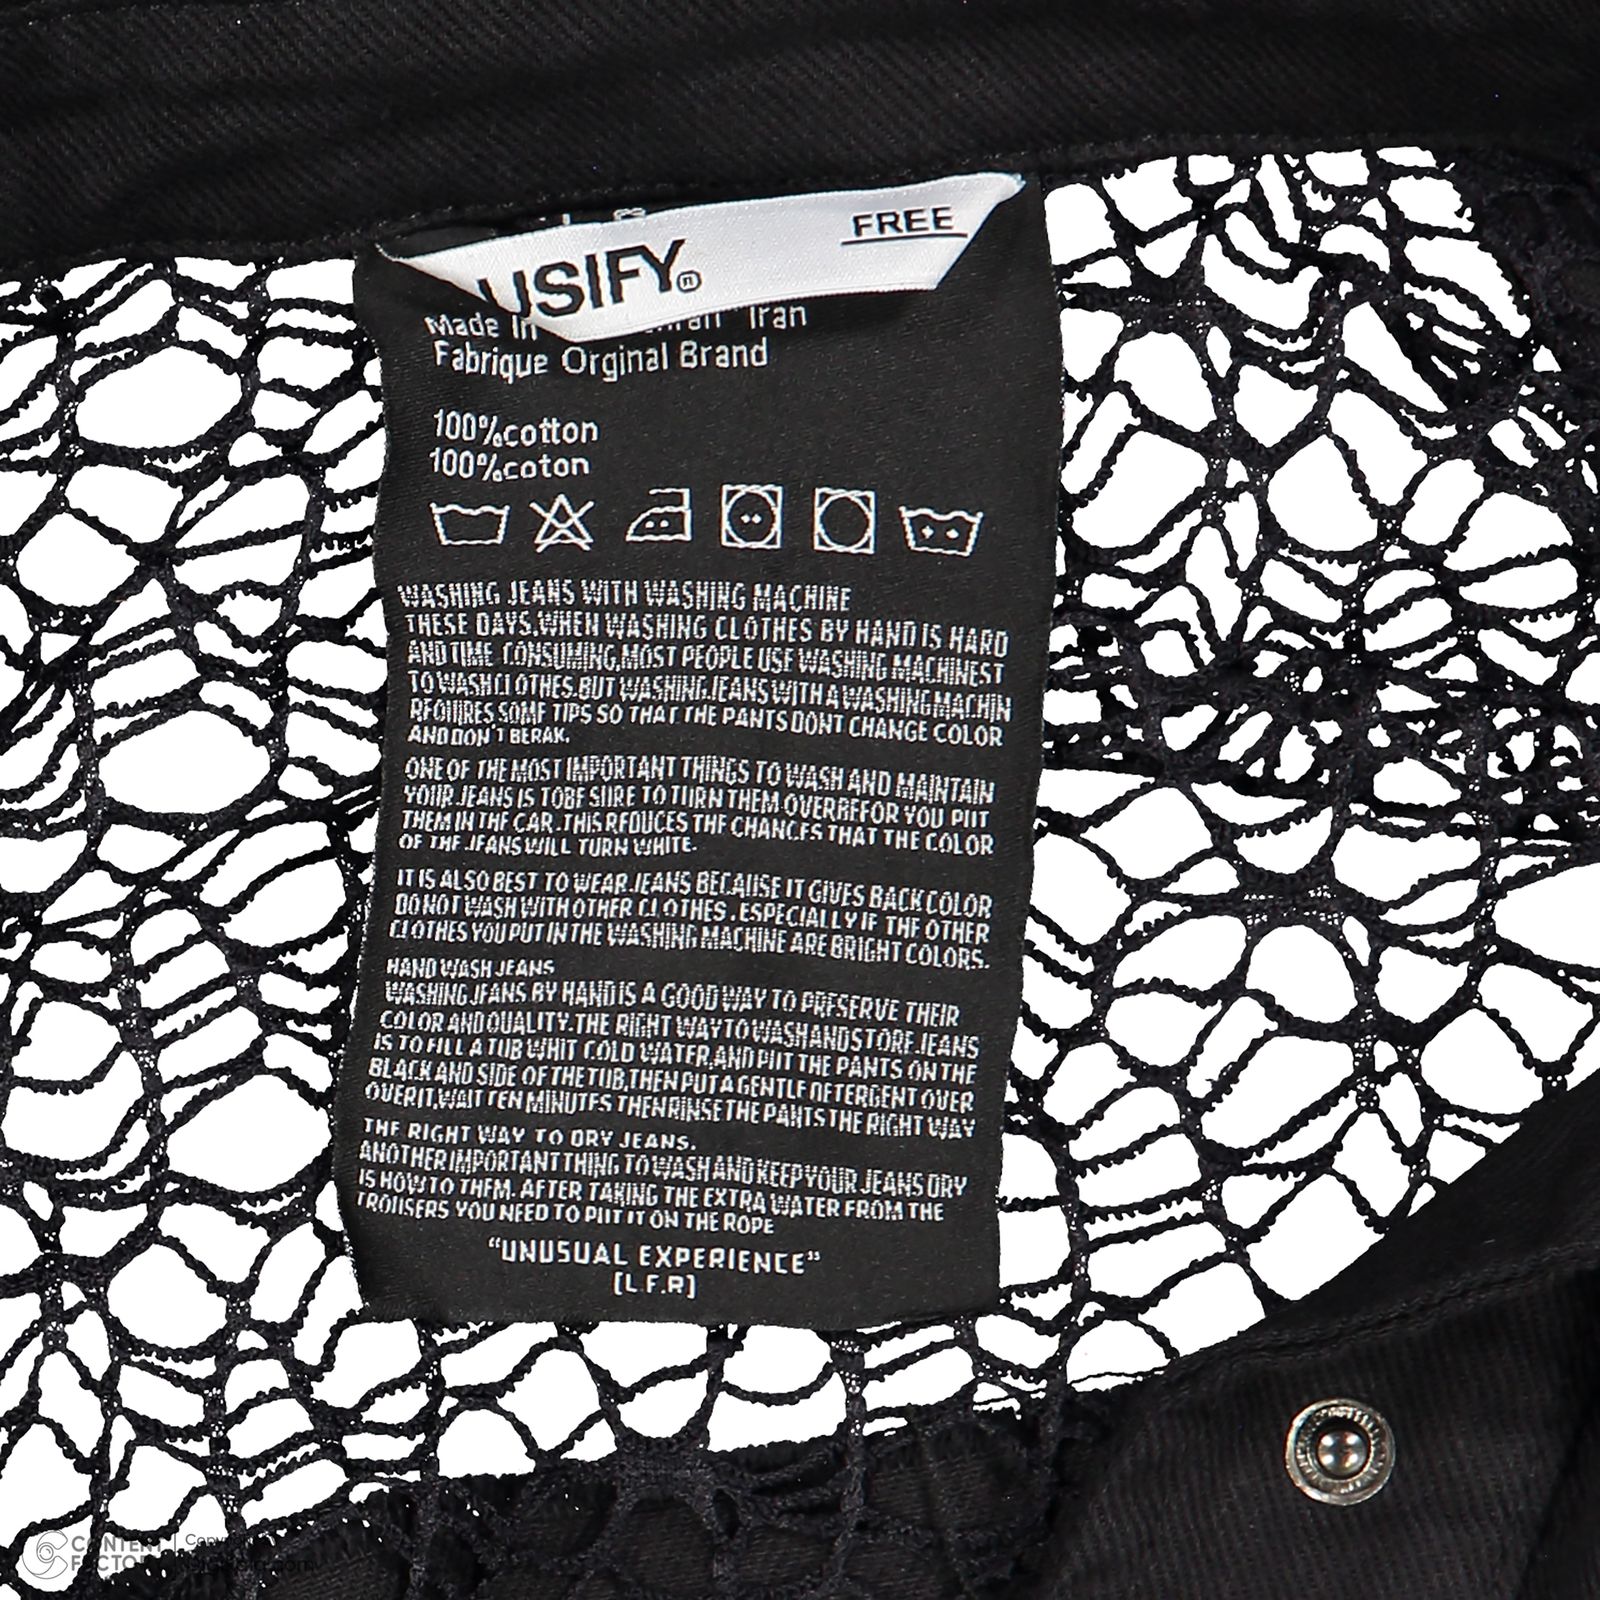 USIFY
FREE
Made In Iran
Fabrique Orginal Brand
100%cotton
100%coton
WASHING JEANS WITH WASHING MACHINE
THESE DAYS.WHEN WASHING CLOTHES BY HAND IS HARD
AND TIME CONSUMING,MOST PEOPLE USE WASHING MACHINEST
TO WASH CLOTHES.BUT WASHING JEANS WITH A WASHING MACHIN
REQUIRES SOME TIPS SO THAT THE PANTS DONT CHANGE COLOR
AND DON'T BERAK.
ONE OF THE MOST IMPORTANT THINGS TO WASH AND MAINTAIN
YOUR JEANS IS TOBE SURE TO TURN THEM OVERBEFOR YOU PUT
THEM IN THE CAR.THIS REDUCES THE CHANCES THAT THE COLOR
OF THE JEANS WILL TURN WHITE.
IT IS ALSO BEST TO WEAR JEANS BECAUSE IT GIVES BACK COLOR
DO NOT WASH WITH OTHER CLOTHES.ESPECIALLY IF THE OTHER
CLOTHES YOU PUT IN THE WASHING MACHINE ARE BRIGHT COLORS.
HAND WASH JEANS
WASHING JEANS BY HAND IS A GOOD WAY TO PRESERVE THEIR
COLOR AND QUALITY.THE RIGHT WAY TO WASH AND STORE JEANS
IS TO FILL A TUB WHIT COLD WATER,AND PUT THE PANTS ON THE
BLACK AND SIDE OF THE TUB,THEN PUT A GENTLE DETERGENT OVER
OVER IT,WAIT TEN MINUTES THEN RINSE THE PANTS THE RIGHT WAY
THE RIGHT WAY TO DRY JEANS.
ANOTHER IMPORTANT THING TO WASH AND KEEP YOUR JEANS DRY
IS HOW TO THEM. AFTER TAKING THE EXTRA WATER FROM THE
TROUSERS YOU NEED TO PUT IT ON THE ROPE
"UNUSUAL EXPERIENCE"
[L.F.R]
CONTENT
FACTORY